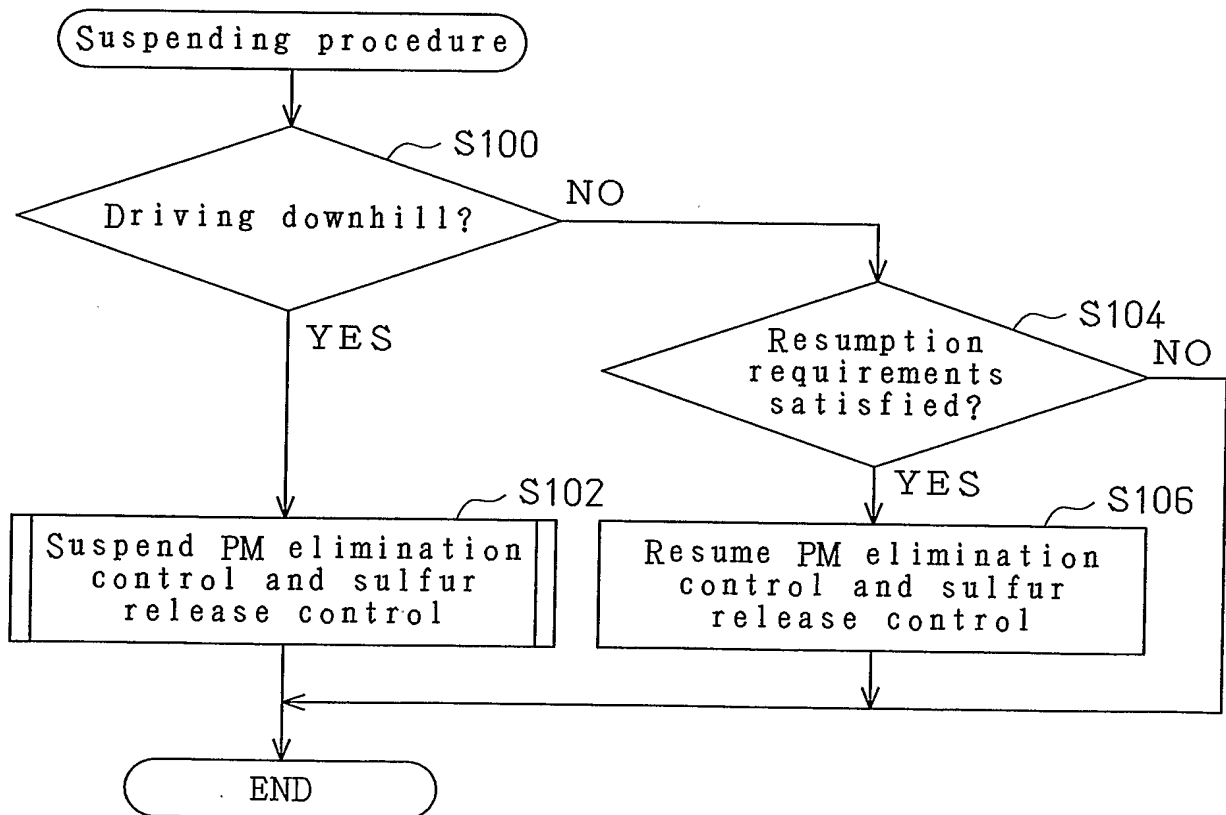 Suspending procedure
S100
Driving downhill?
NO
YES
S104
Resumption
requirements
satisfied?
NO
YES
S102
Suspend PM elimination
control and sulfur
release control
S106
Resume PM elimination
control and sulfur
release control
END